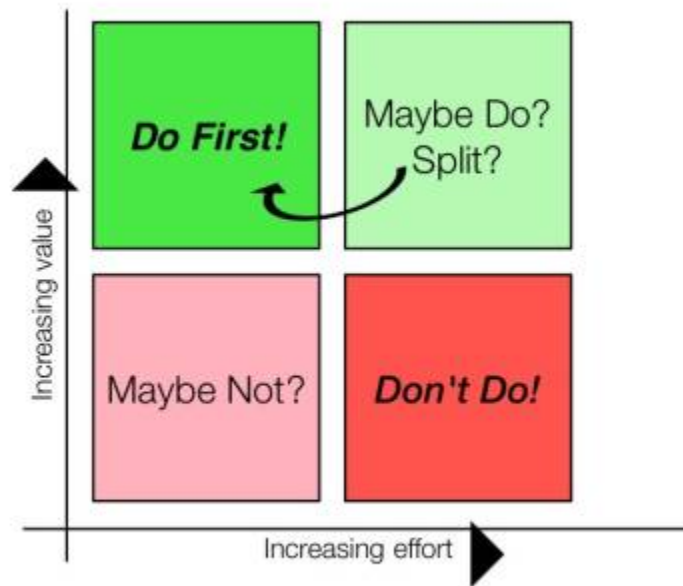 Do First!
Maybe Do?
Split?
Increasing value
Maybe Not?
Don't Do!
Increasing effort